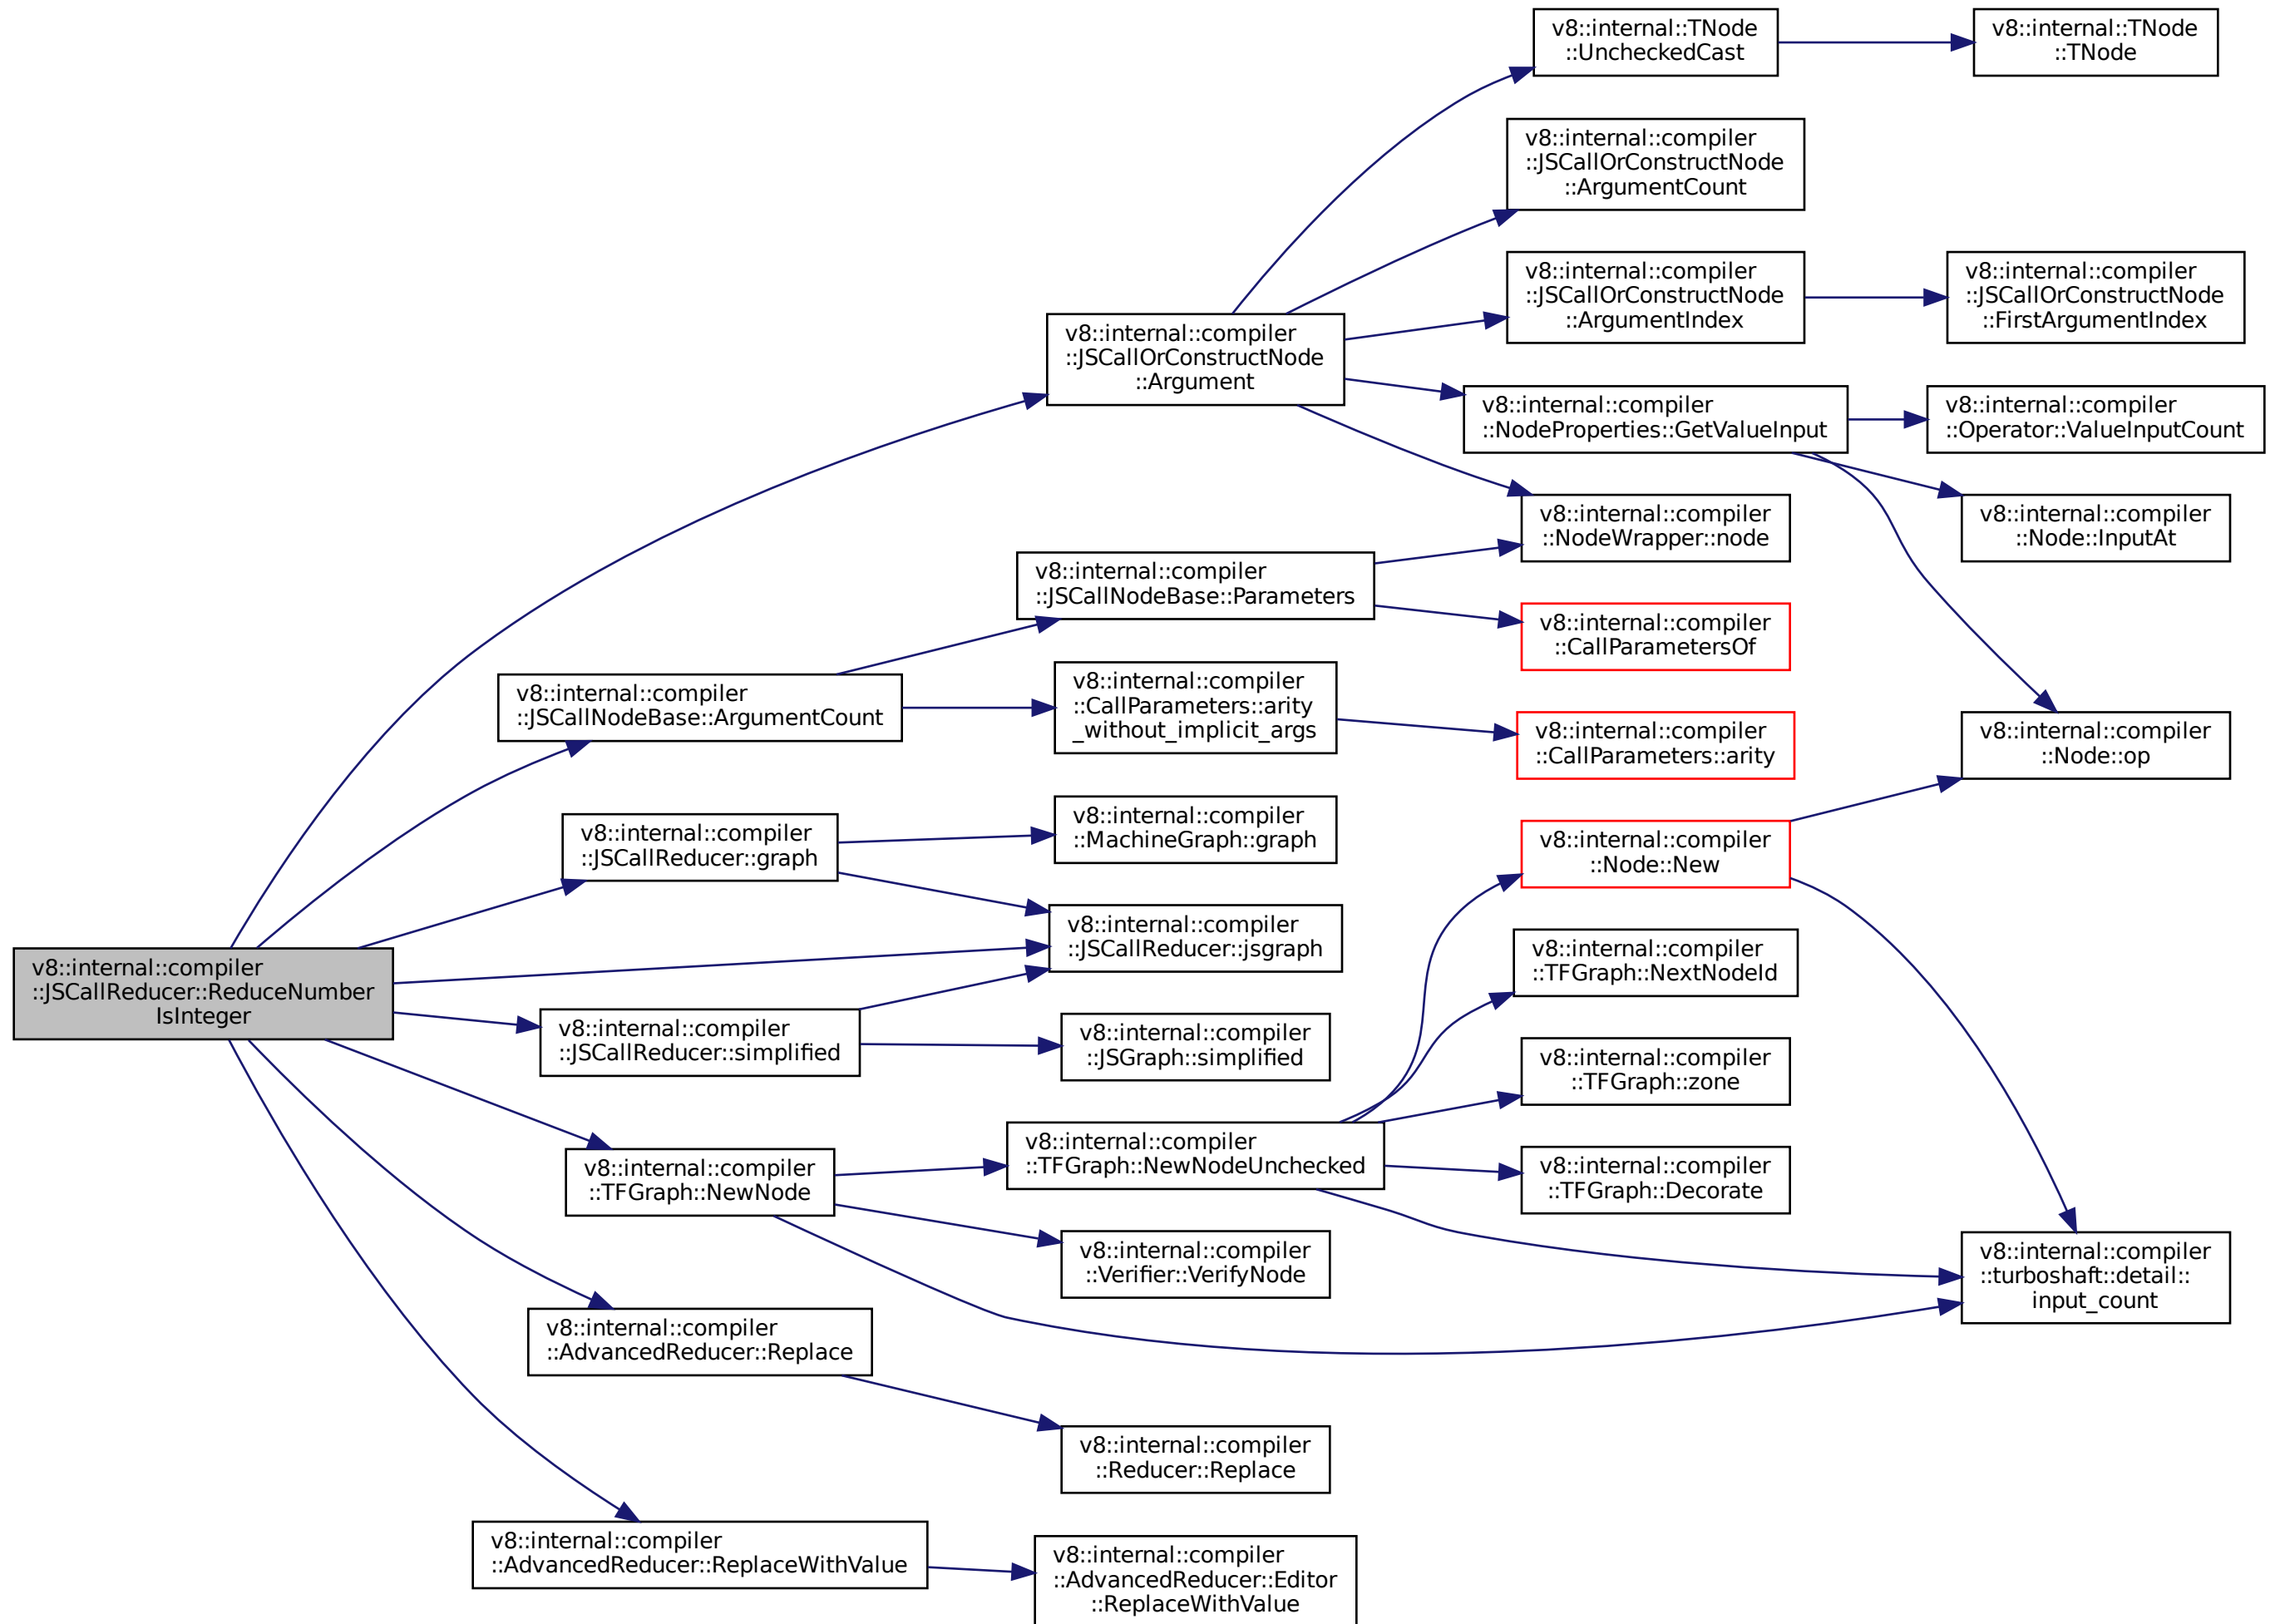 v8::internal::TNode
::UncheckedCast
v8::internal::TNode
::TNode
v8::internal::compiler
::JSCallOrConstructNode
::ArgumentCount
v8::internal::compiler
::JSCallOrConstructNode
::ArgumentIndex
v8::internal::compiler
::JSCallOrConstructNode
::FirstArgumentIndex
v8::internal::compiler
::JSCallOrConstructNode
::Argument
v8::internal::compiler
::NodeProperties::GetValueInput
v8::internal::compiler
::Operator::ValueInputCount
v8::internal::compiler
::NodeWrapper::node
v8::internal::compiler
::Node::InputAt
v8::internal::compiler
::JSCallNodeBase::Parameters
v8::internal::compiler
::CallParametersOf
v8::internal::compiler
::JSCallNodeBase::ArgumentCount
v8::internal::compiler
::CallParameters::arity
_without_implicit_args
v8::internal::compiler
::CallParameters::arity
v8::internal::compiler
::Node::op
v8::internal::compiler
::JSCallReducer::graph
v8::internal::compiler
::MachineGraph::graph
v8::internal::compiler
::Node::New
v8::internal::compiler
::JSCallReducer::jsgraph
v8::internal::compiler
::TFGraph::NextNodeId
v8::internal::compiler
::JSCallReducer::ReduceNumber
IsInteger
v8::internal::compiler
::JSCallReducer::simplified
v8::internal::compiler
::JSGraph::simplified
v8::internal::compiler
::TFGraph::zone
v8::internal::compiler
::TFGraph::NewNode
v8::internal::compiler
::TFGraph::NewNodeUnchecked
v8::internal::compiler
::TFGraph::Decorate
v8::internal::compiler
::Verifier::VerifyNode
v8::internal::compiler
::turboshaft::detail::
input_count
v8::internal::compiler
::AdvancedReducer::Replace
v8::internal::compiler
::Reducer::Replace
v8::internal::compiler
::AdvancedReducer::ReplaceWithValue
v8::internal::compiler
::AdvancedReducer::Editor
::ReplaceWithValue